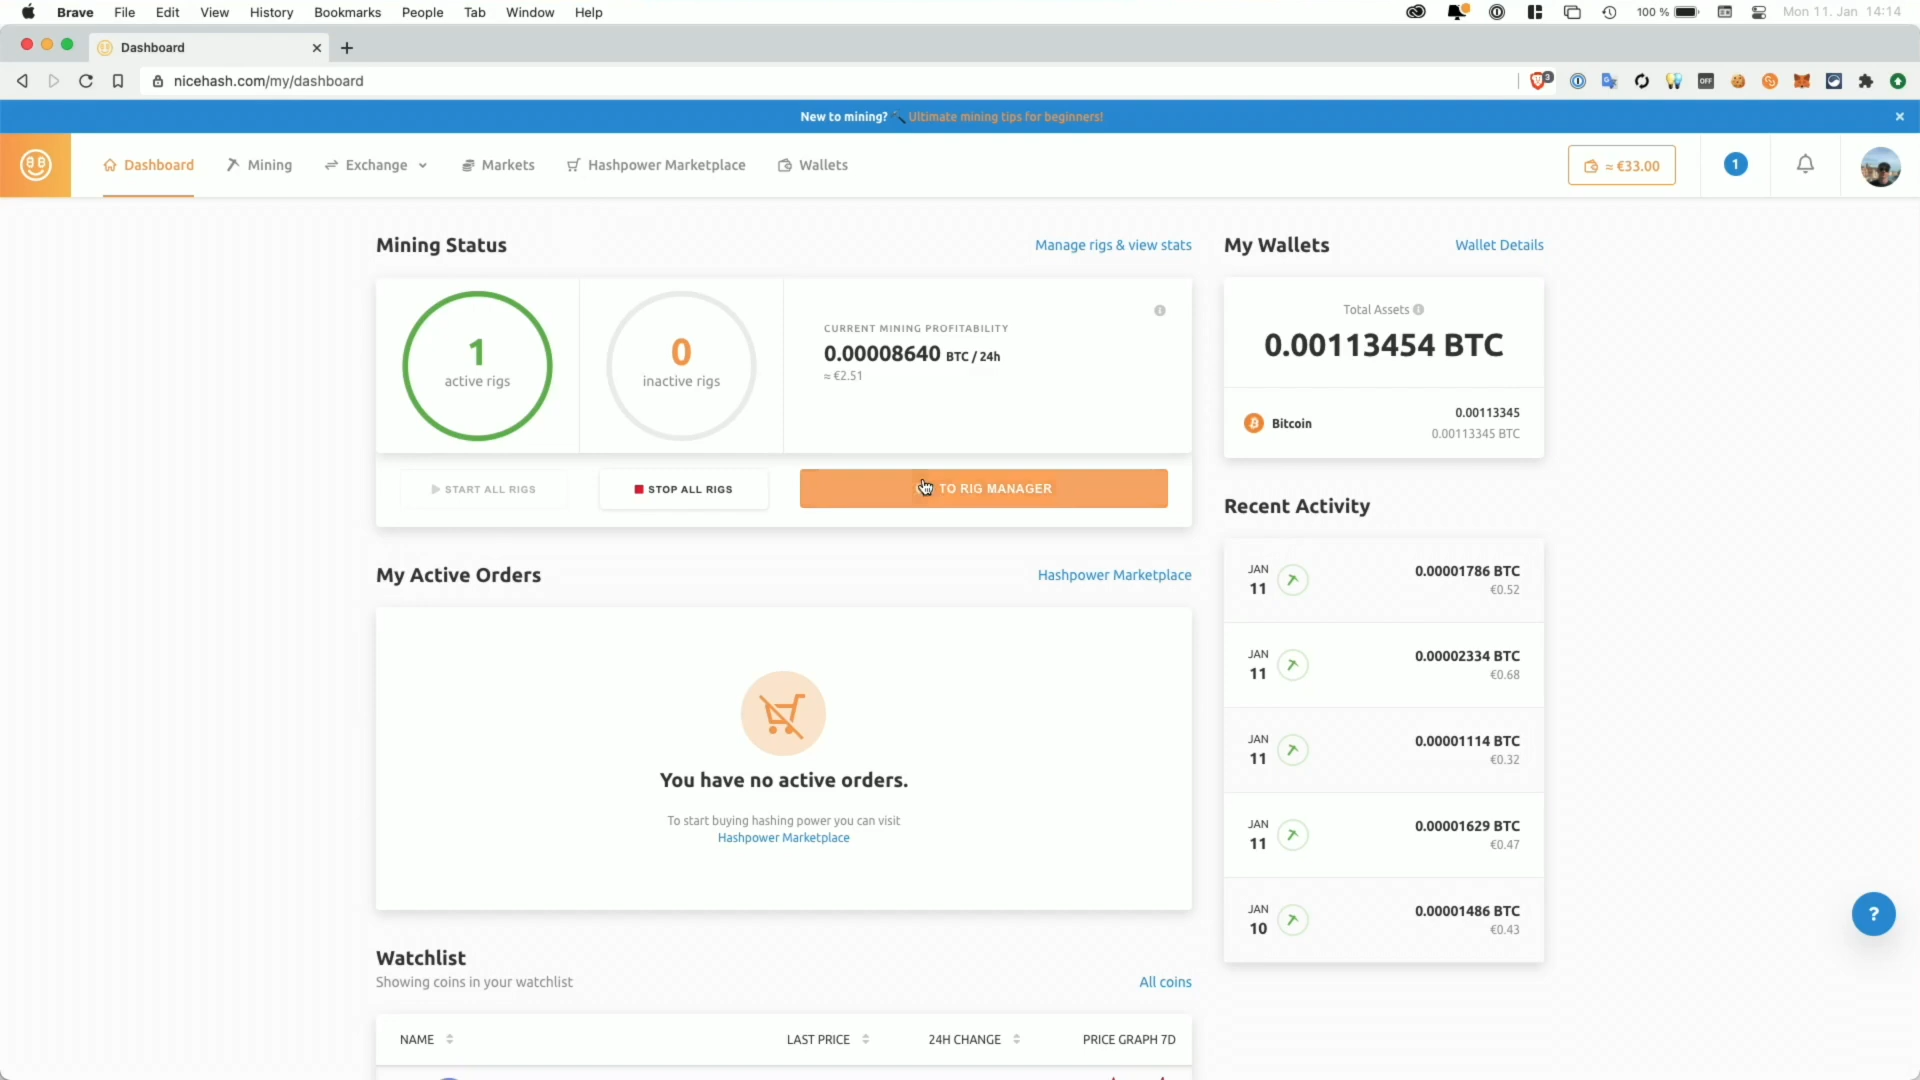 Brave File Edit View History Bookmarks People Tab Window Help
100 % Mon 11. Jan 14:14
Dashboard
nicehash.com/my/dashboard
3
OFF
New to mining? Ultimate mining tips for beginners!
Dashboard Mining Exchange Markets Hashpower Marketplace Wallets
≈ €33.00
1
Mining Status
Manage rigs & view stats
1
active rigs
0
inactive rigs
CURRENT MINING PROFITABILITY
0.00008640 BTC / 24h
≈ €2.51
START ALL RIGS
STOP ALL RIGS
TO RIG MANAGER
My Active Orders
Hashpower Marketplace
You have no active orders.
To start buying hashing power you can visit
Hashpower Marketplace
Watchlist
Showing coins in your watchlist
All coins
NAME LAST PRICE 24H CHANGE PRICE GRAPH 7D
My Wallets
Wallet Details
Total Assets
0.00113454 BTC
Bitcoin
0.00113345
0.00113345 BTC
Recent Activity
JAN
11
0.00001786 BTC
€0.52
JAN
11
0.00002334 BTC
€0.68
JAN
11
0.00001114 BTC
€0.32
JAN
11
0.00001629 BTC
€0.47
JAN
10
0.00001486 BTC
€0.43
?